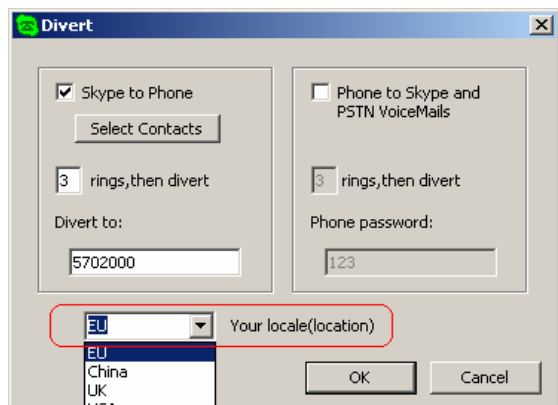 Divert
Skype to Phone
Select Contacts
3 rings,then divert
Divert to:
5702000
Phone to Skype and
PSTN VoiceMails
3 rings,then divert
Phone password:
123
EU Your locale(location)
EU
China
UK
OK Cancel